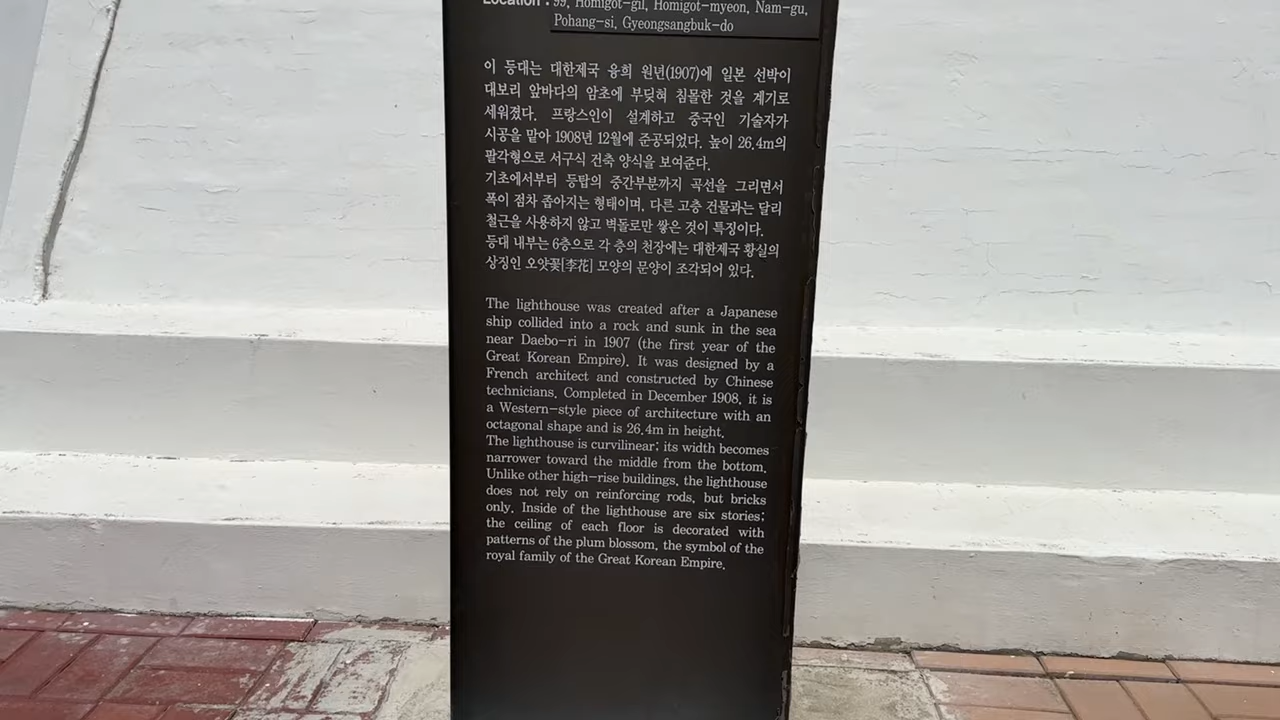 Location : 99, Homigot-gil, Homigot-myeon, Nam-gu,
Pohang-si, Gyeongsangbuk-do
이 등대는 대한제국 융희 원년(1907)에 일본 선박이
대보리 앞바다의 암초에 부딪혀 침몰한 것을 계기로
세워졌다. 프랑스인이 설계하고 중국인 기술자가
시공을 맡아 1908년 12월에 준공되었다. 높이 26.4m의
팔각형으로 서구식 건축 양식을 보여준다.
기초에서부터 등탑의 중간부분까지 곡선을 그리면서
폭이 점차 좁아지는 형태이며, 다른 고층 건물과는 달리
철근을 사용하지 않고 벽돌로만 쌓은 것이 특징이다.
등대 내부는 6층으로 각 층의 천장에는 대한제국 황실의
상징인 오얏꽃[李花] 모양의 문양이 조각되어 있다.
The lighthouse was created after a Japanese
ship collided into a rock and sunk in the sea
near Daebo-ri in 1907 (the first year of the
Great Korean Empire). It was designed by a
French architect and constructed by Chinese
technicians. Completed in December 1908, it is
a Western-style piece of architecture with an
octagonal shape and is 26.4m in height.
The lighthouse is curvilinear; its width becomes
narrower toward the middle from the bottom.
Unlike other high-rise buildings, the lighthouse
does not rely on reinforcing rods, but bricks
only. Inside of the lighthouse are six stories;
the ceiling of each floor is decorated with
patterns of the plum blossom, the symbol of the
royal family of the Great Korean Empire.